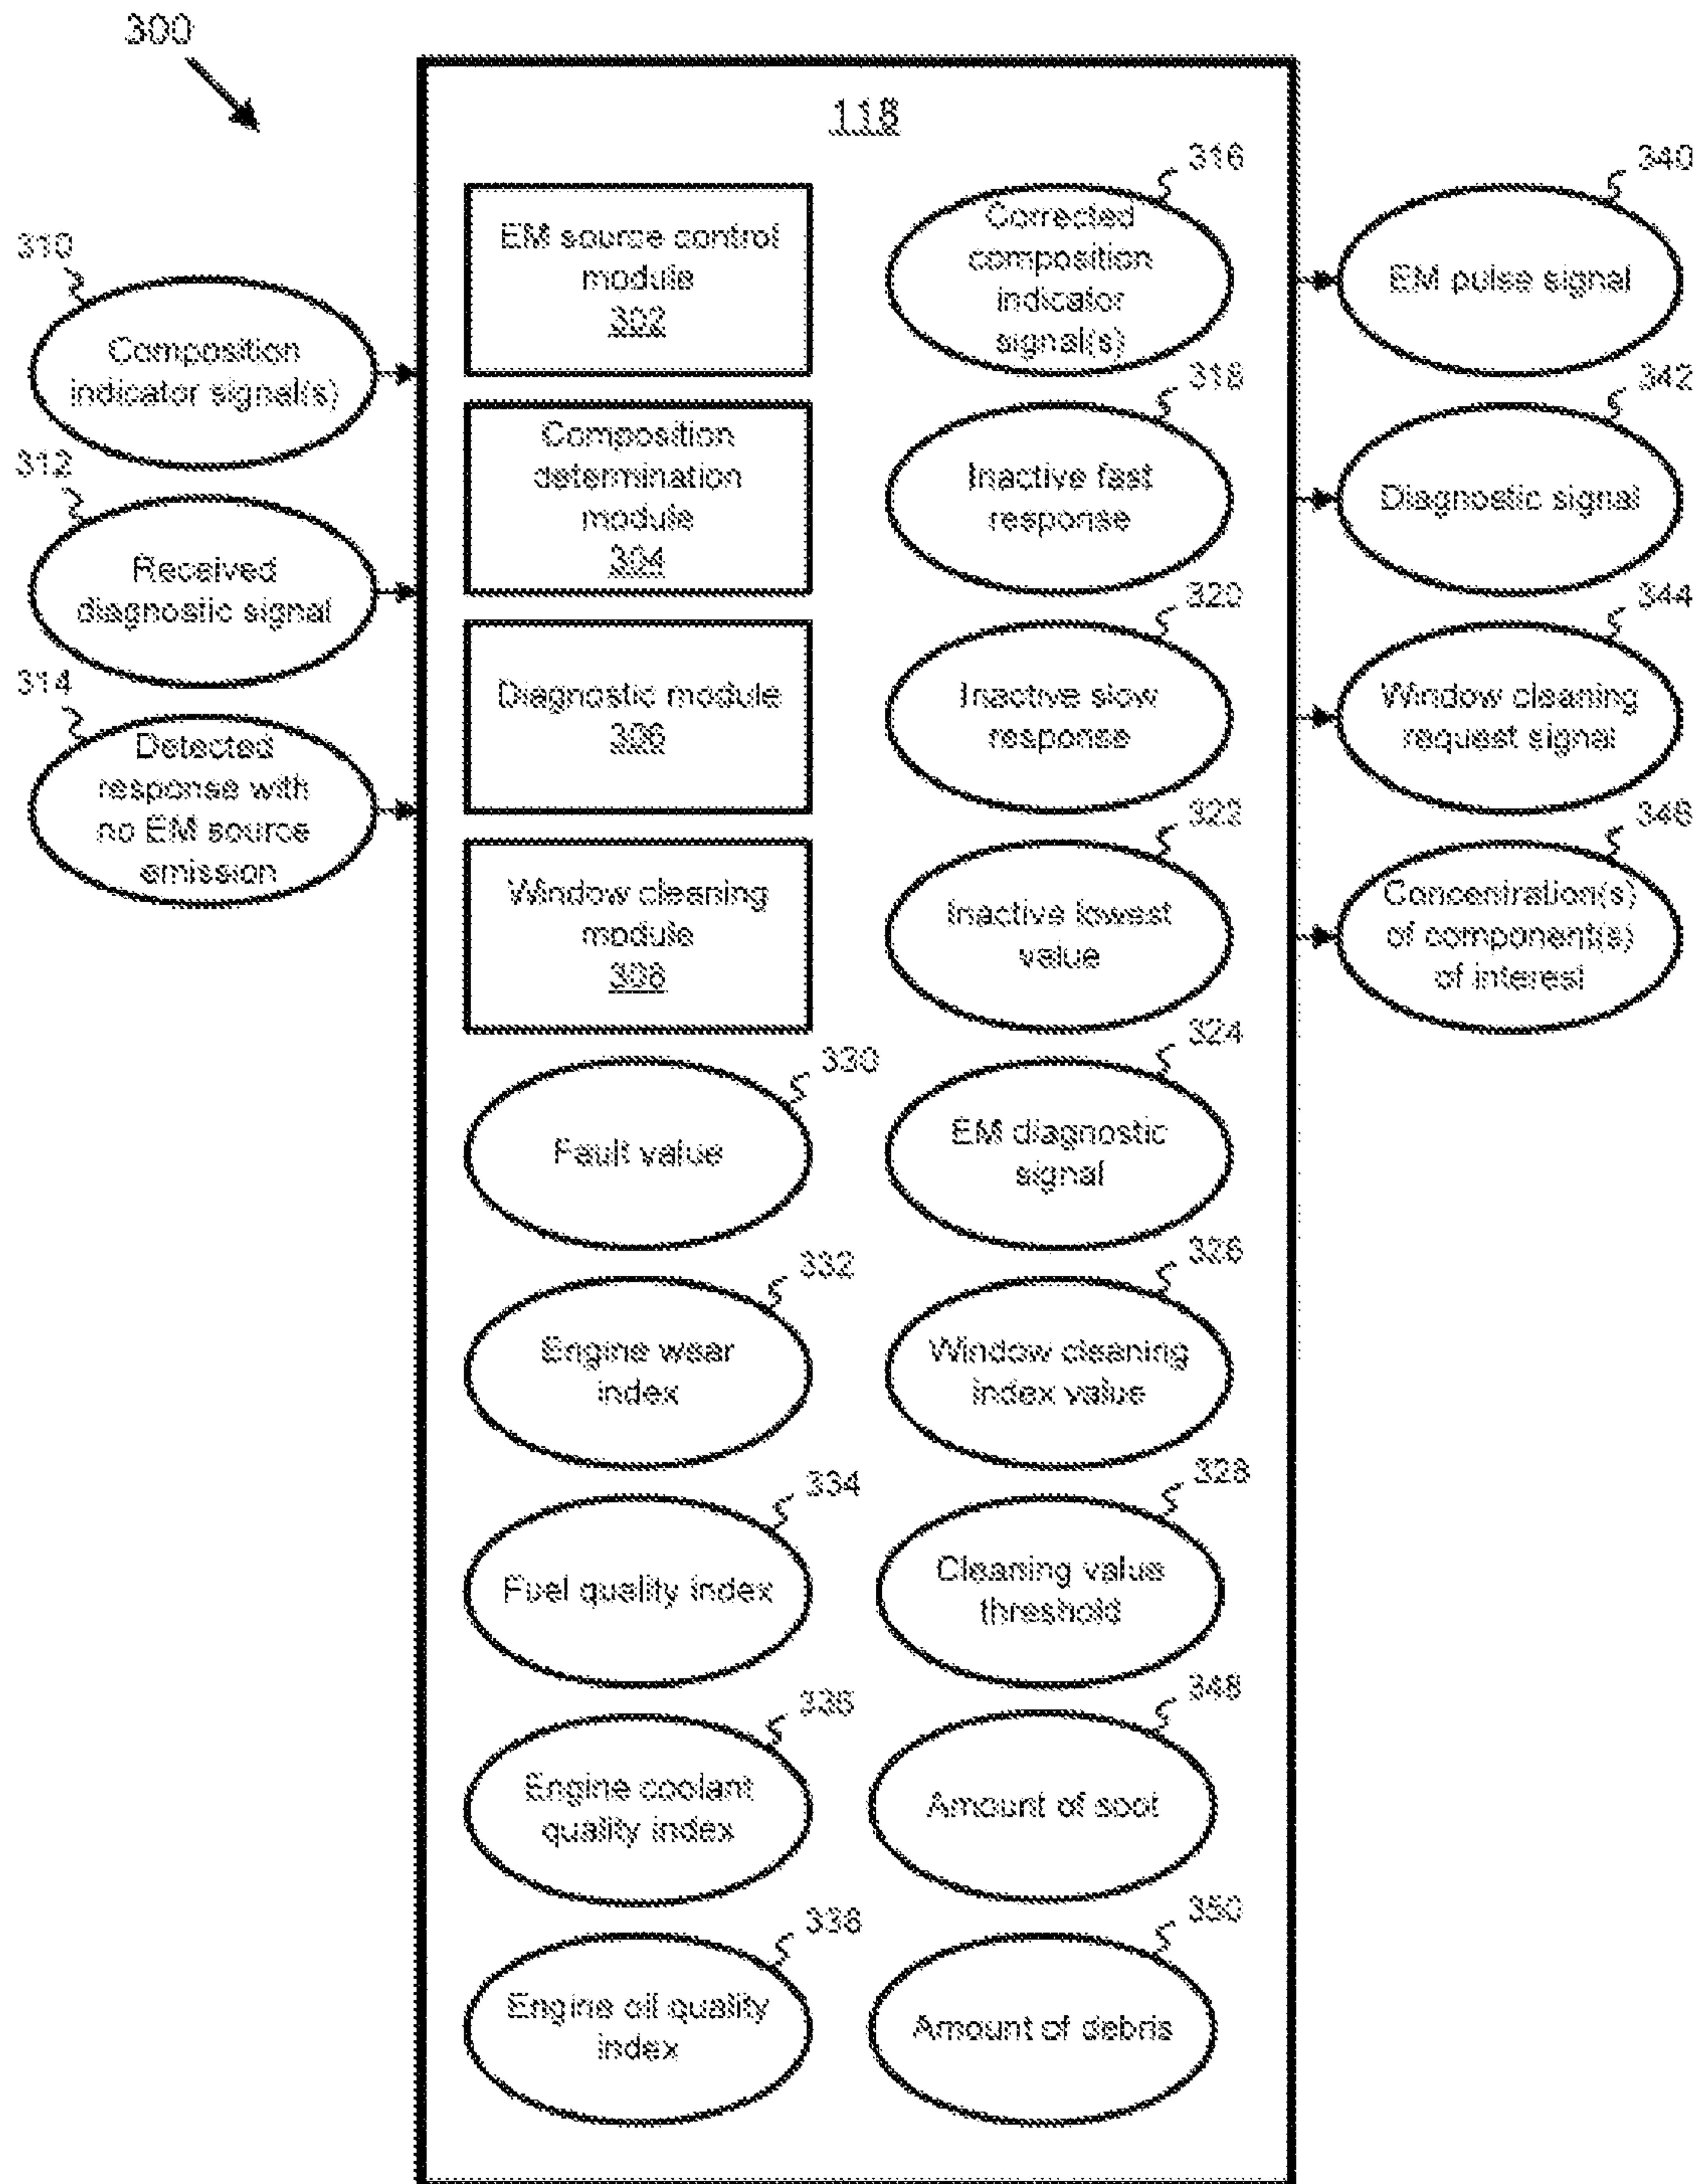 300
118
EM source control
module
302
Composition
determination
module
304
Diagnostic module
306
Window cleaning
module
308
310
Composition
indicator signal(s)
312
Received
diagnostic signal
314
Detected
response with
no EM source
emission
316
Corrected
composition
indicator
signal(s)
318
Inactive fast
response
320
Inactive slow
response
322
Inactive lowest
value
324
EM diagnostic
signal
326
Window cleaning
index value
328
Cleaning value
threshold
348
Amount of soot
350
Amount of debris
330
Fault value
332
Engine wear
index
334
Fuel quality index
336
Engine coolant
quality index
338
Engine oil quality
index
340
EM pulse signal
342
Diagnostic signal
344
Window cleaning
request signal
346
Concentration(s)
of component(s)
of interest